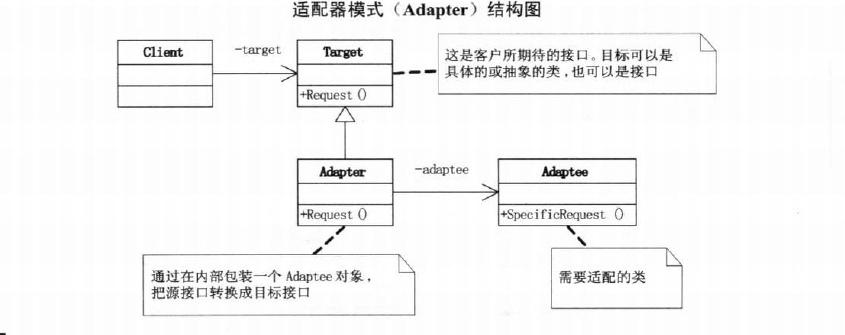 适配器模式（Adapter）结构图
Client
-target
Target
+Request()
这是客户所期待的接口。目标可以是
具体的或抽象的类，也可以是接口
Adapter
+Request()
-adaptee
Adaptee
+SpecificRequest ()
通过在内部包装一个 Adaptee 对象，
把源接口转换成目标接口
需要适配的类